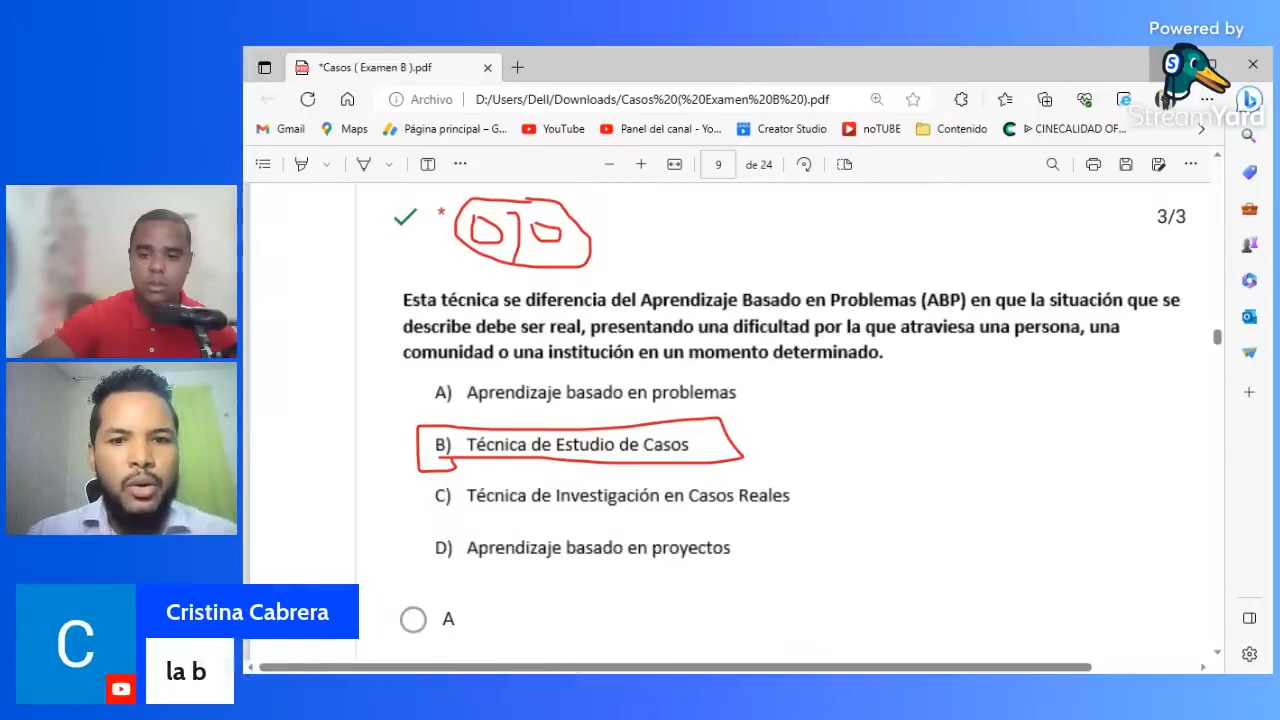 Powered by
StreamYard
*Casos ( Examen B ).pdf
Archivo
D:/Users/Dell/Downloads/Casos%20(%20Examen%20B%20).pdf
Gmail
Maps
Página principal – G...
YouTube
Panel del canal - Yo...
Creator Studio
noTUBE
Contenido
▷ CINECALIDAD OF...
9
de 24
* 
3/3
Esta técnica se diferencia del Aprendizaje Basado en Problemas (ABP) en que la situación que se
describe debe ser real, presentando una dificultad por la que atraviesa una persona, una
comunidad o una institución en un momento determinado.
A) Aprendizaje basado en problemas
B) Técnica de Estudio de Casos
C) Técnica de Investigación en Casos Reales
D) Aprendizaje basado en proyectos
A
C
Cristina Cabrera
la b